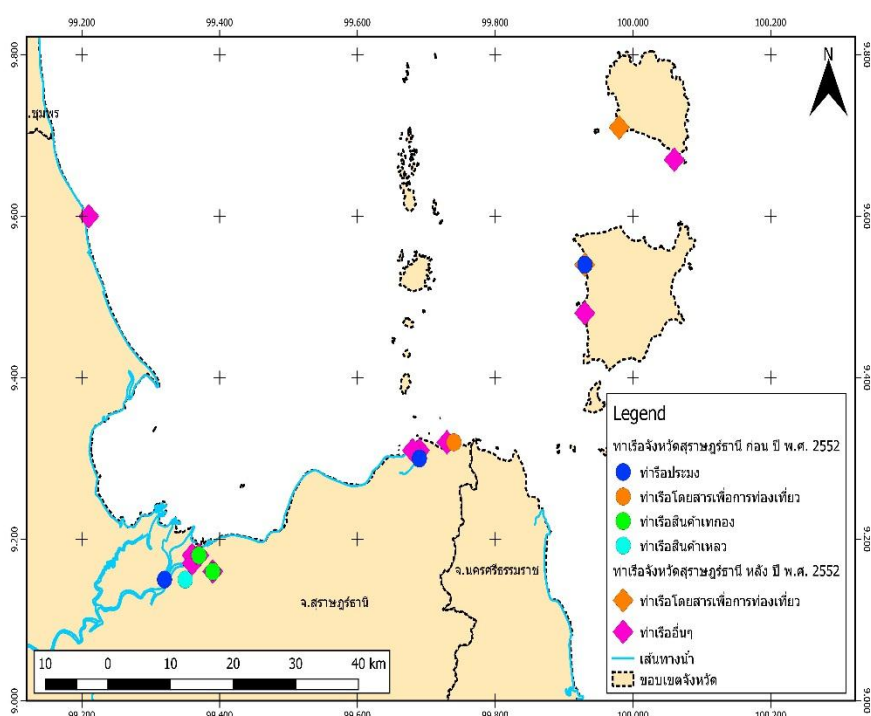 99.200 99.400 99.600 99.800 100.000 100.200
9.800 9.800
N
.ชุมพร
9.600 9.600
9.400 9.400
Legend
ท่าเรือจังหวัดสุราษฎร์ธานี ก่อน ปี พ.ศ. 2552
ท่ารือประมง
ท่าเรือโดยสารเพื่อการท่องเที่ยว
ท่าเรือสินค้าเทกอง
ท่าเรือสินค้าเหลว
ท่าเรือจังหวัดสุราษฎร์ธานี หลัง ปี พ.ศ. 2552
ท่าเรือโดยสารเพื่อการท่องเที่ยว
ท่าเรืออื่นๆ
เส้นทางน้ำ
ขอบเขตจังหวัด
9.200 9.200
จ.นครศรีธรรมราช
จ.สุราษฎร์ธานี
10 0 10 20 30 40 km
9.000 9.000
99.200 99.400 99.600 99.800 100.000 100.200